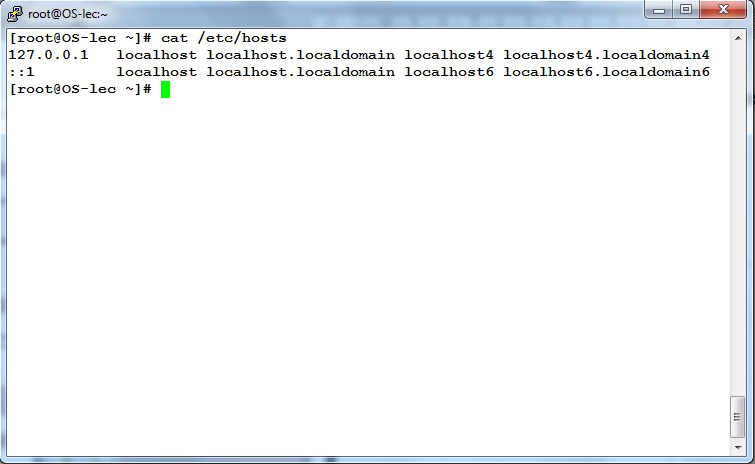 root@OS-lec:~
[root@OS-lec ~]# cat /etc/hosts
127.0.0.1   localhost localhost.localdomain localhost4 localhost4.localdomain4
::1         localhost localhost.localdomain localhost6 localhost6.localdomain6
[root@OS-lec ~]#